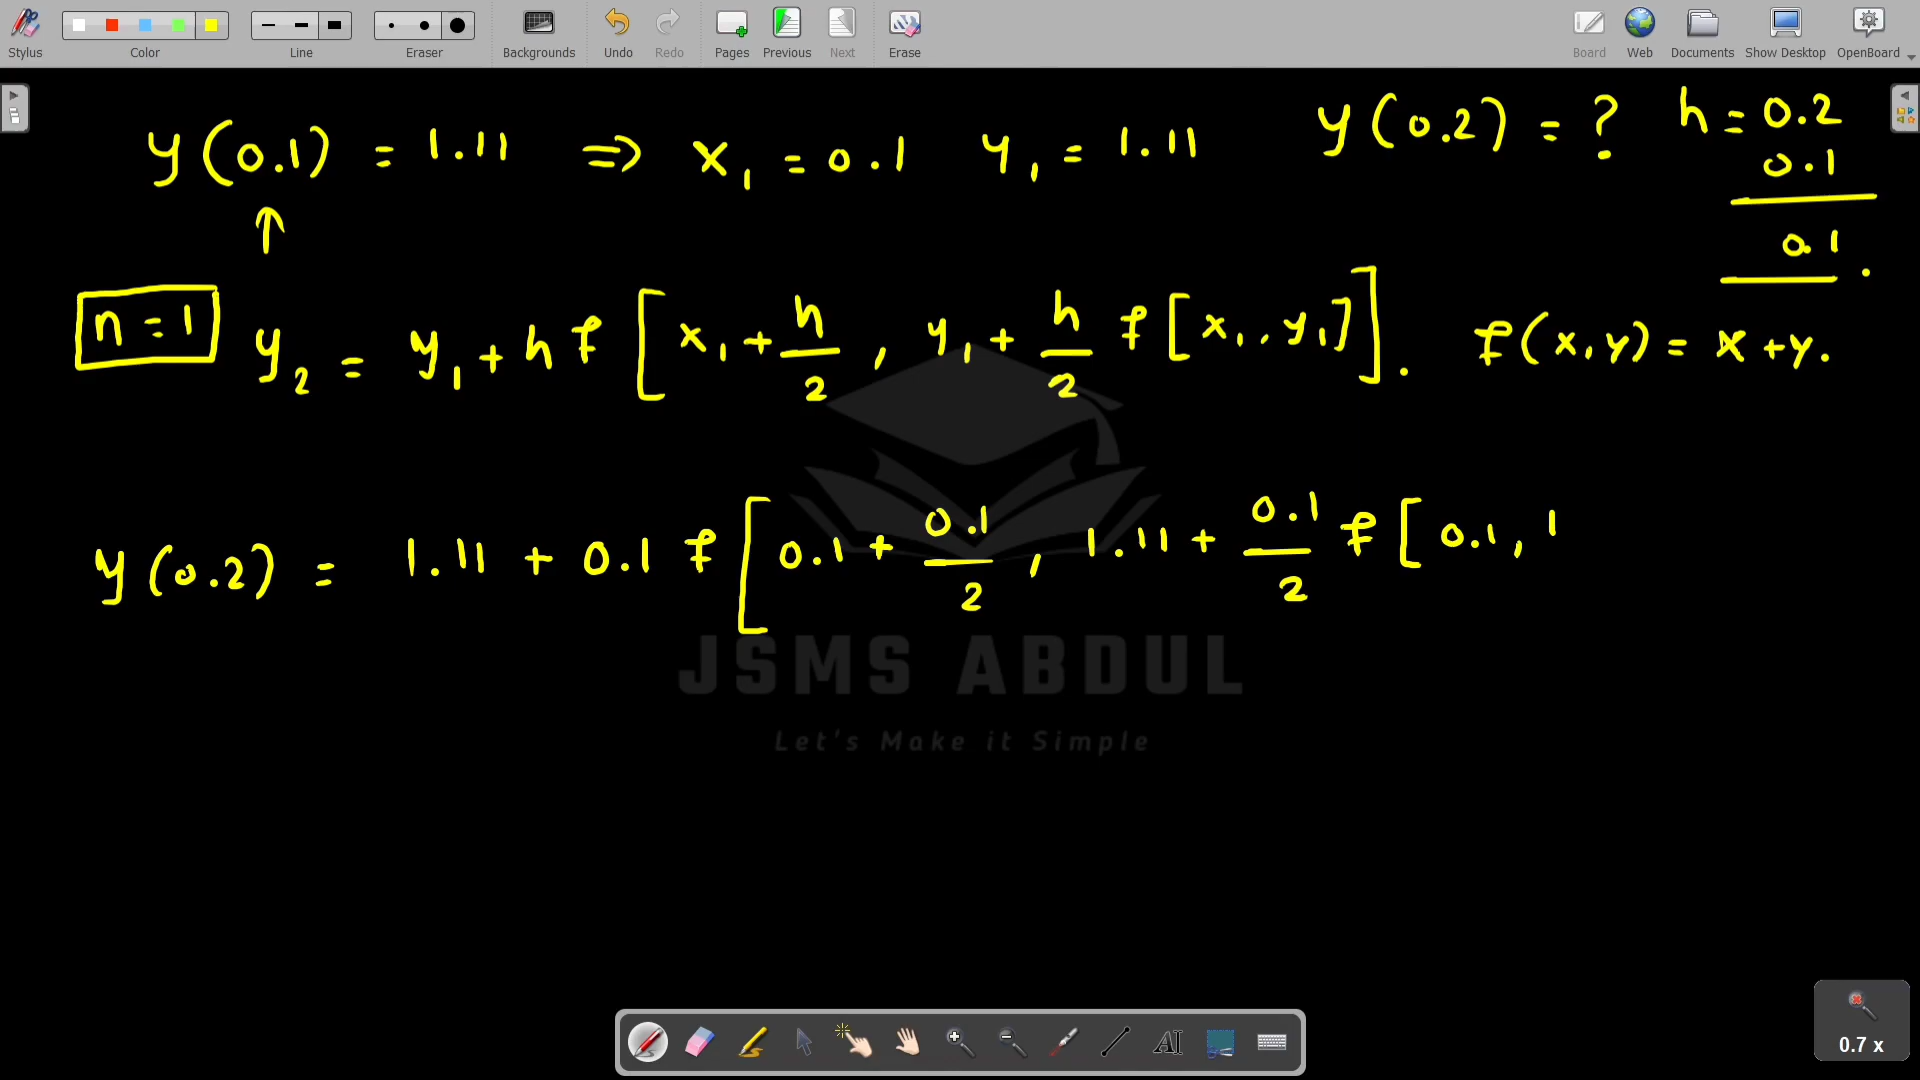 Stylus Color Line Eraser Backgrounds Undo Redo Pages Previous Next Erase Board Web Documents Show Desktop OpenBoard
y(0.1) = 1.11 ⇒ x₁ = 0.1 y₁ = 1.11 y(0.2) = ? h = 0.2
0.1
0.1 .
↑
n = 1
y₂ = y₁ + h f [ x₁ + h/2 , y₁ + h/2 f [ x₁, y₁ ] ] . f(x,y) = x + y.
y(0.2) = 1.11 + 0.1 f [ 0.1 + 0.1/2 , 1.11 + 0.1/2 f [ 0.1, 1
JSMS ABDUL
Let's Make it Simple
AI
0.7 x